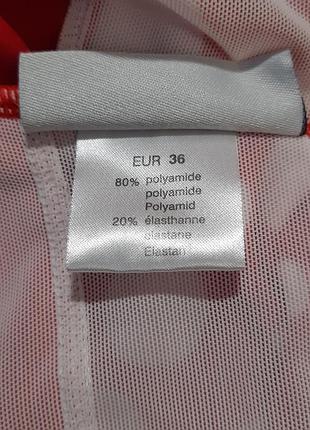 EUR 36
80% polyamide
polyamide
Polyamid
20% élasthanne
elastane
Elastan